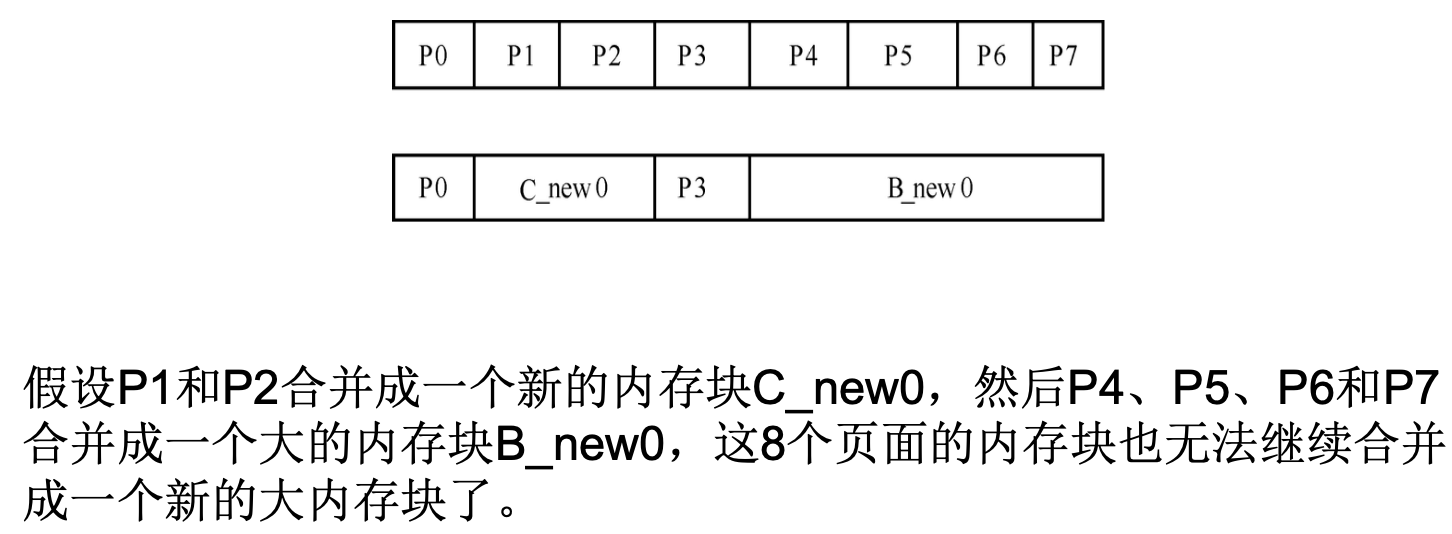 P0 P1 P2 P3 P4 P5 P6 P7
P0 C_new0 P3 B_new0
假设P1和P2合并成一个新的内存块C_new0，然后P4、P5、P6和P7
合并成一个大的内存块B_new0，这8个页面的内存块也无法继续合并
成一个新的大内存块了。